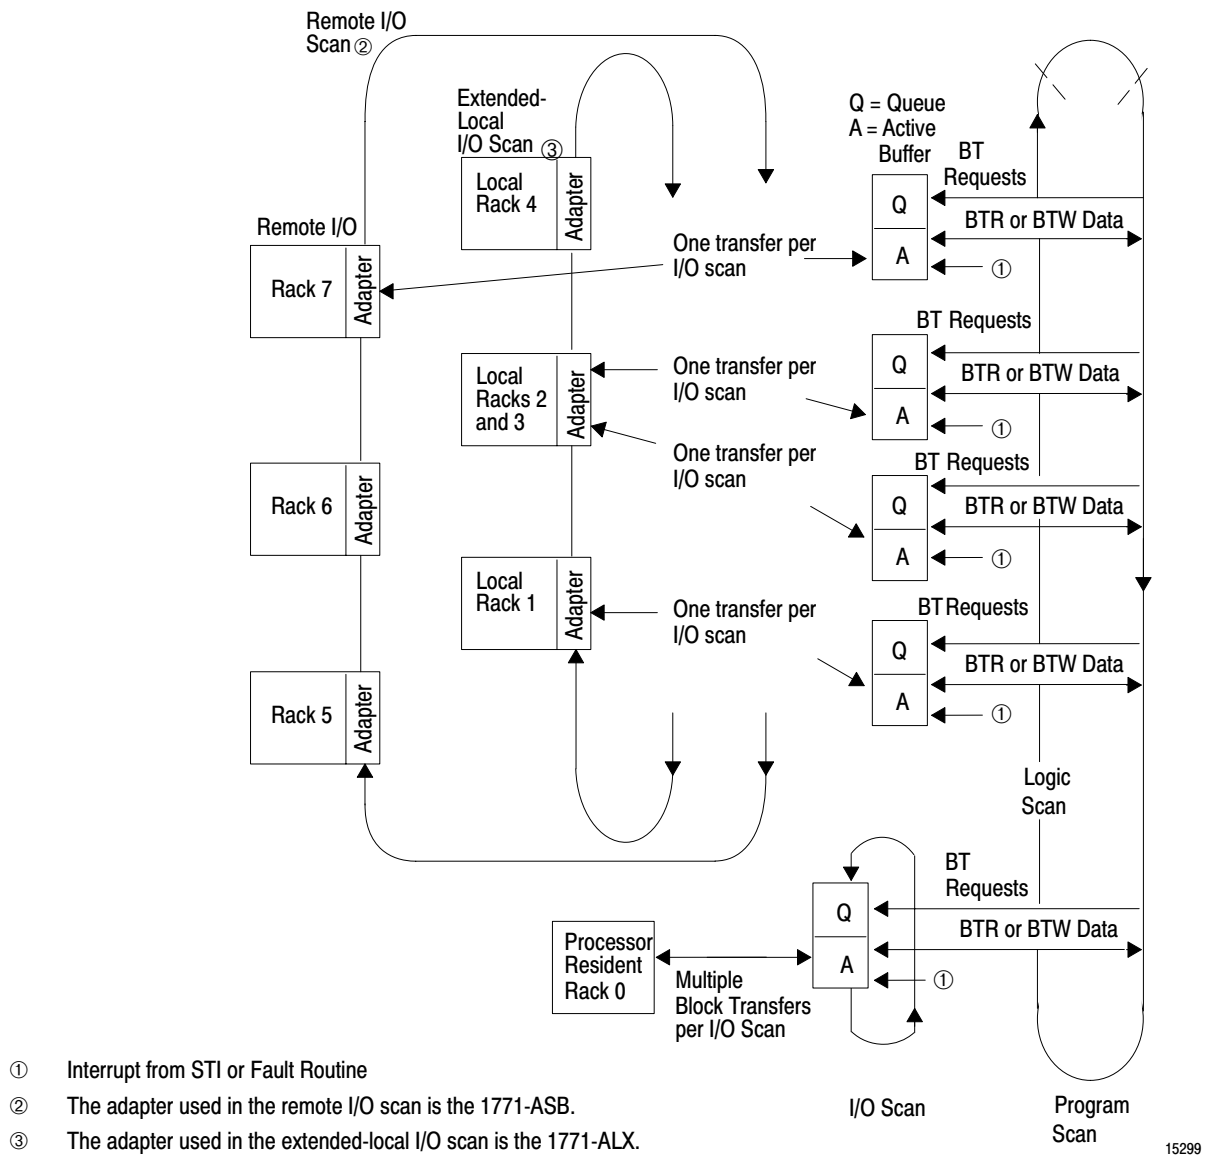 Remote I/O
Scan ②
Extended-
Local
I/O Scan ③
Q = Queue
A = Active
Buffer
BT
Requests
Local
Rack 4
Adapter
Q
BTR or BTW Data
A
①
Remote I/O
Rack 7
Adapter
One transfer per
I/O scan
BT Requests
Local
Racks 2
and 3
Adapter
One transfer per
I/O scan
Q
BTR or BTW Data
A
①
One transfer per
I/O scan
BT Requests
Rack 6
Adapter
Q
BTR or BTW Data
A
①
Local
Rack 1
Adapter
One transfer per
I/O scan
BT Requests
Q
BTR or BTW Data
A
①
Rack 5
Adapter
Logic
Scan
BT
Requests
Q
BTR or BTW Data
A
①
Processor
Resident
Rack 0
Multiple
Block Transfers
per I/O Scan
I/O Scan
Program
Scan
① Interrupt from STI or Fault Routine
② The adapter used in the remote I/O scan is the 1771-ASB.
③ The adapter used in the extended-local I/O scan is the 1771-ALX.
15299